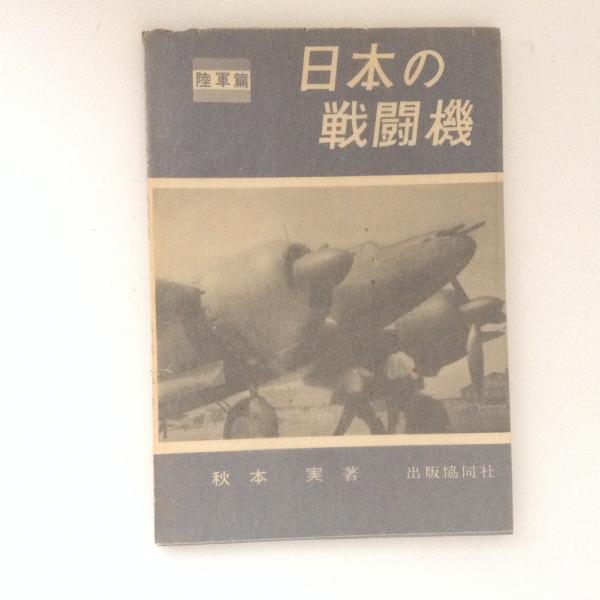 陸軍篇
日本の
戦闘機
秋本 実 著 出版協同社